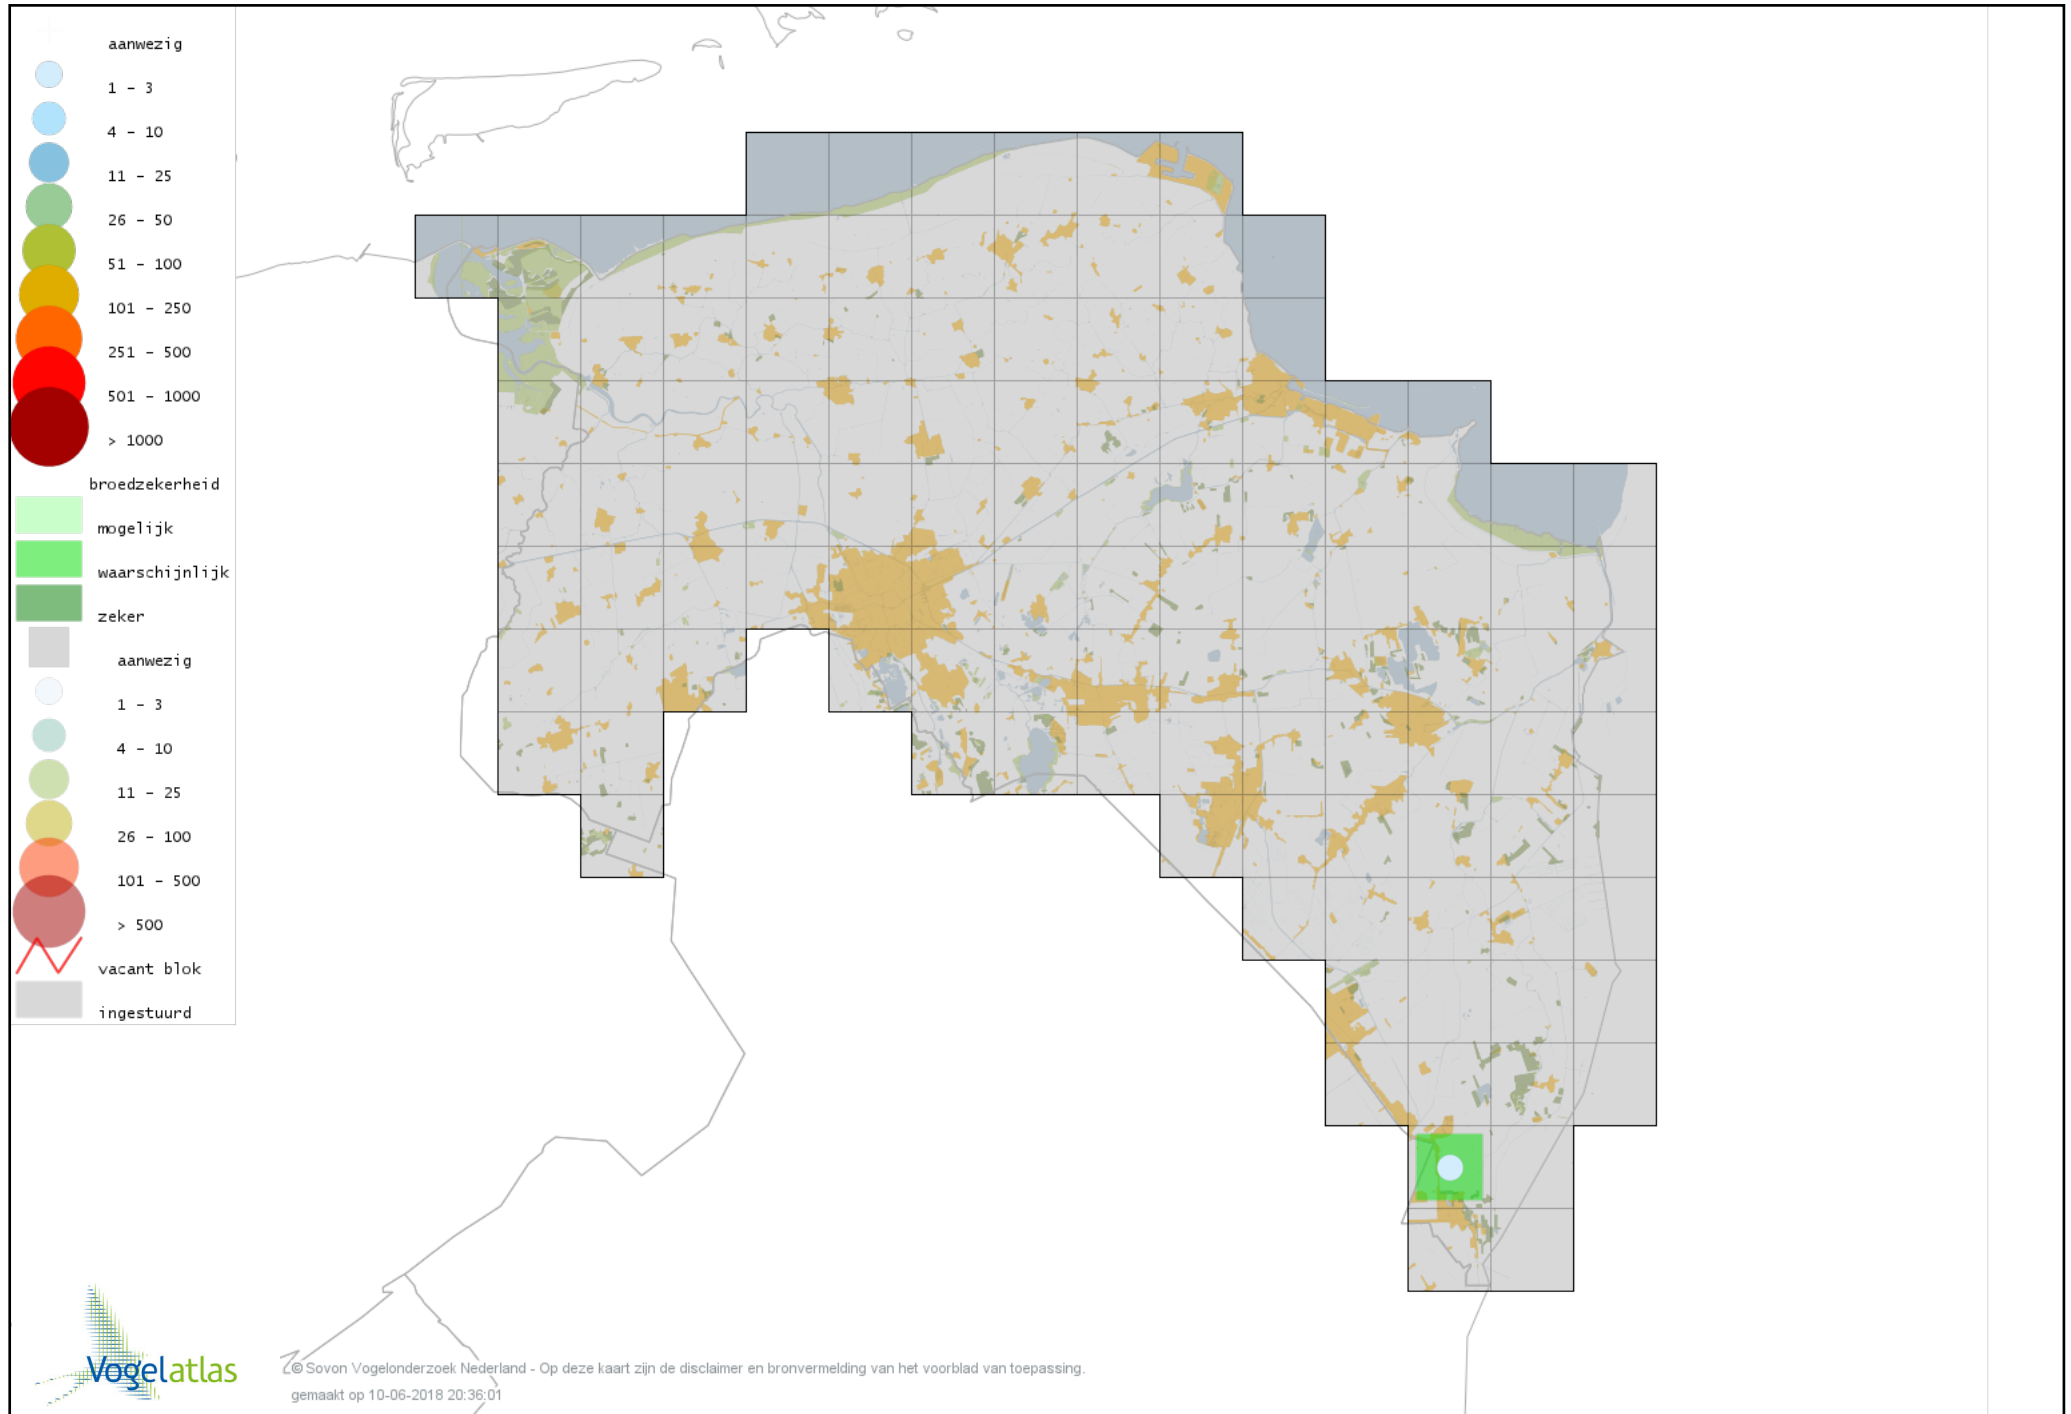 aanwezig
1 - 3
4 - 10
11 - 25
26 - 50
51 - 100
101 - 250
251 - 500
501 - 1000
> 1000
broedzekerheid
mogelijk
waarschijnlijk
zeker
aanwezig
1 - 3
4 - 10
11 - 25
26 - 100
101 - 500
> 500
vacant blok
ingestuurd
Vogelatlas
© Sovon Vogelonderzoek Nederland - Op deze kaart zijn de disclaimer en bronvermelding van het voorblad van toepassing.
gemaakt op 10-06-2018 20:36:01